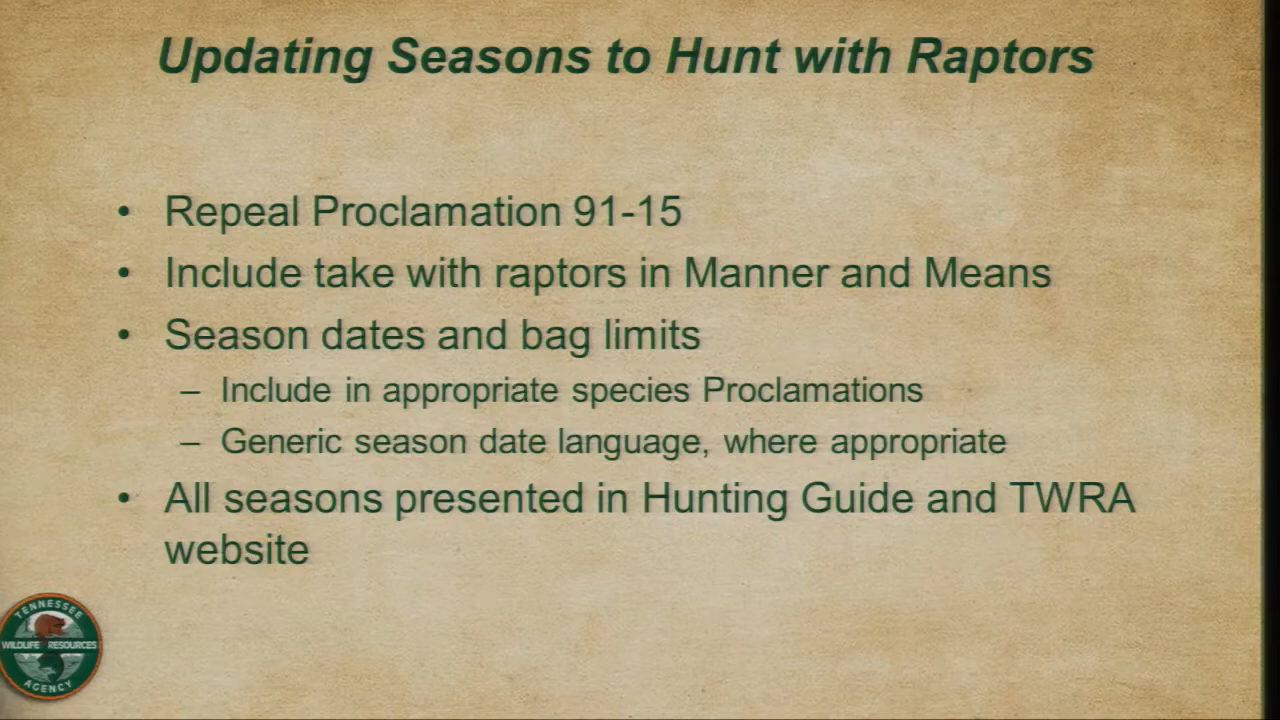 Updating Seasons to Hunt with Raptors
• Repeal Proclamation 91-15
• Include take with raptors in Manner and Means
• Season dates and bag limits
– Include in appropriate species Proclamations
– Generic season date language, where appropriate
• All seasons presented in Hunting Guide and TWRA
website
TENNESSEE
WILDLIFE RESOURCES
AGENCY